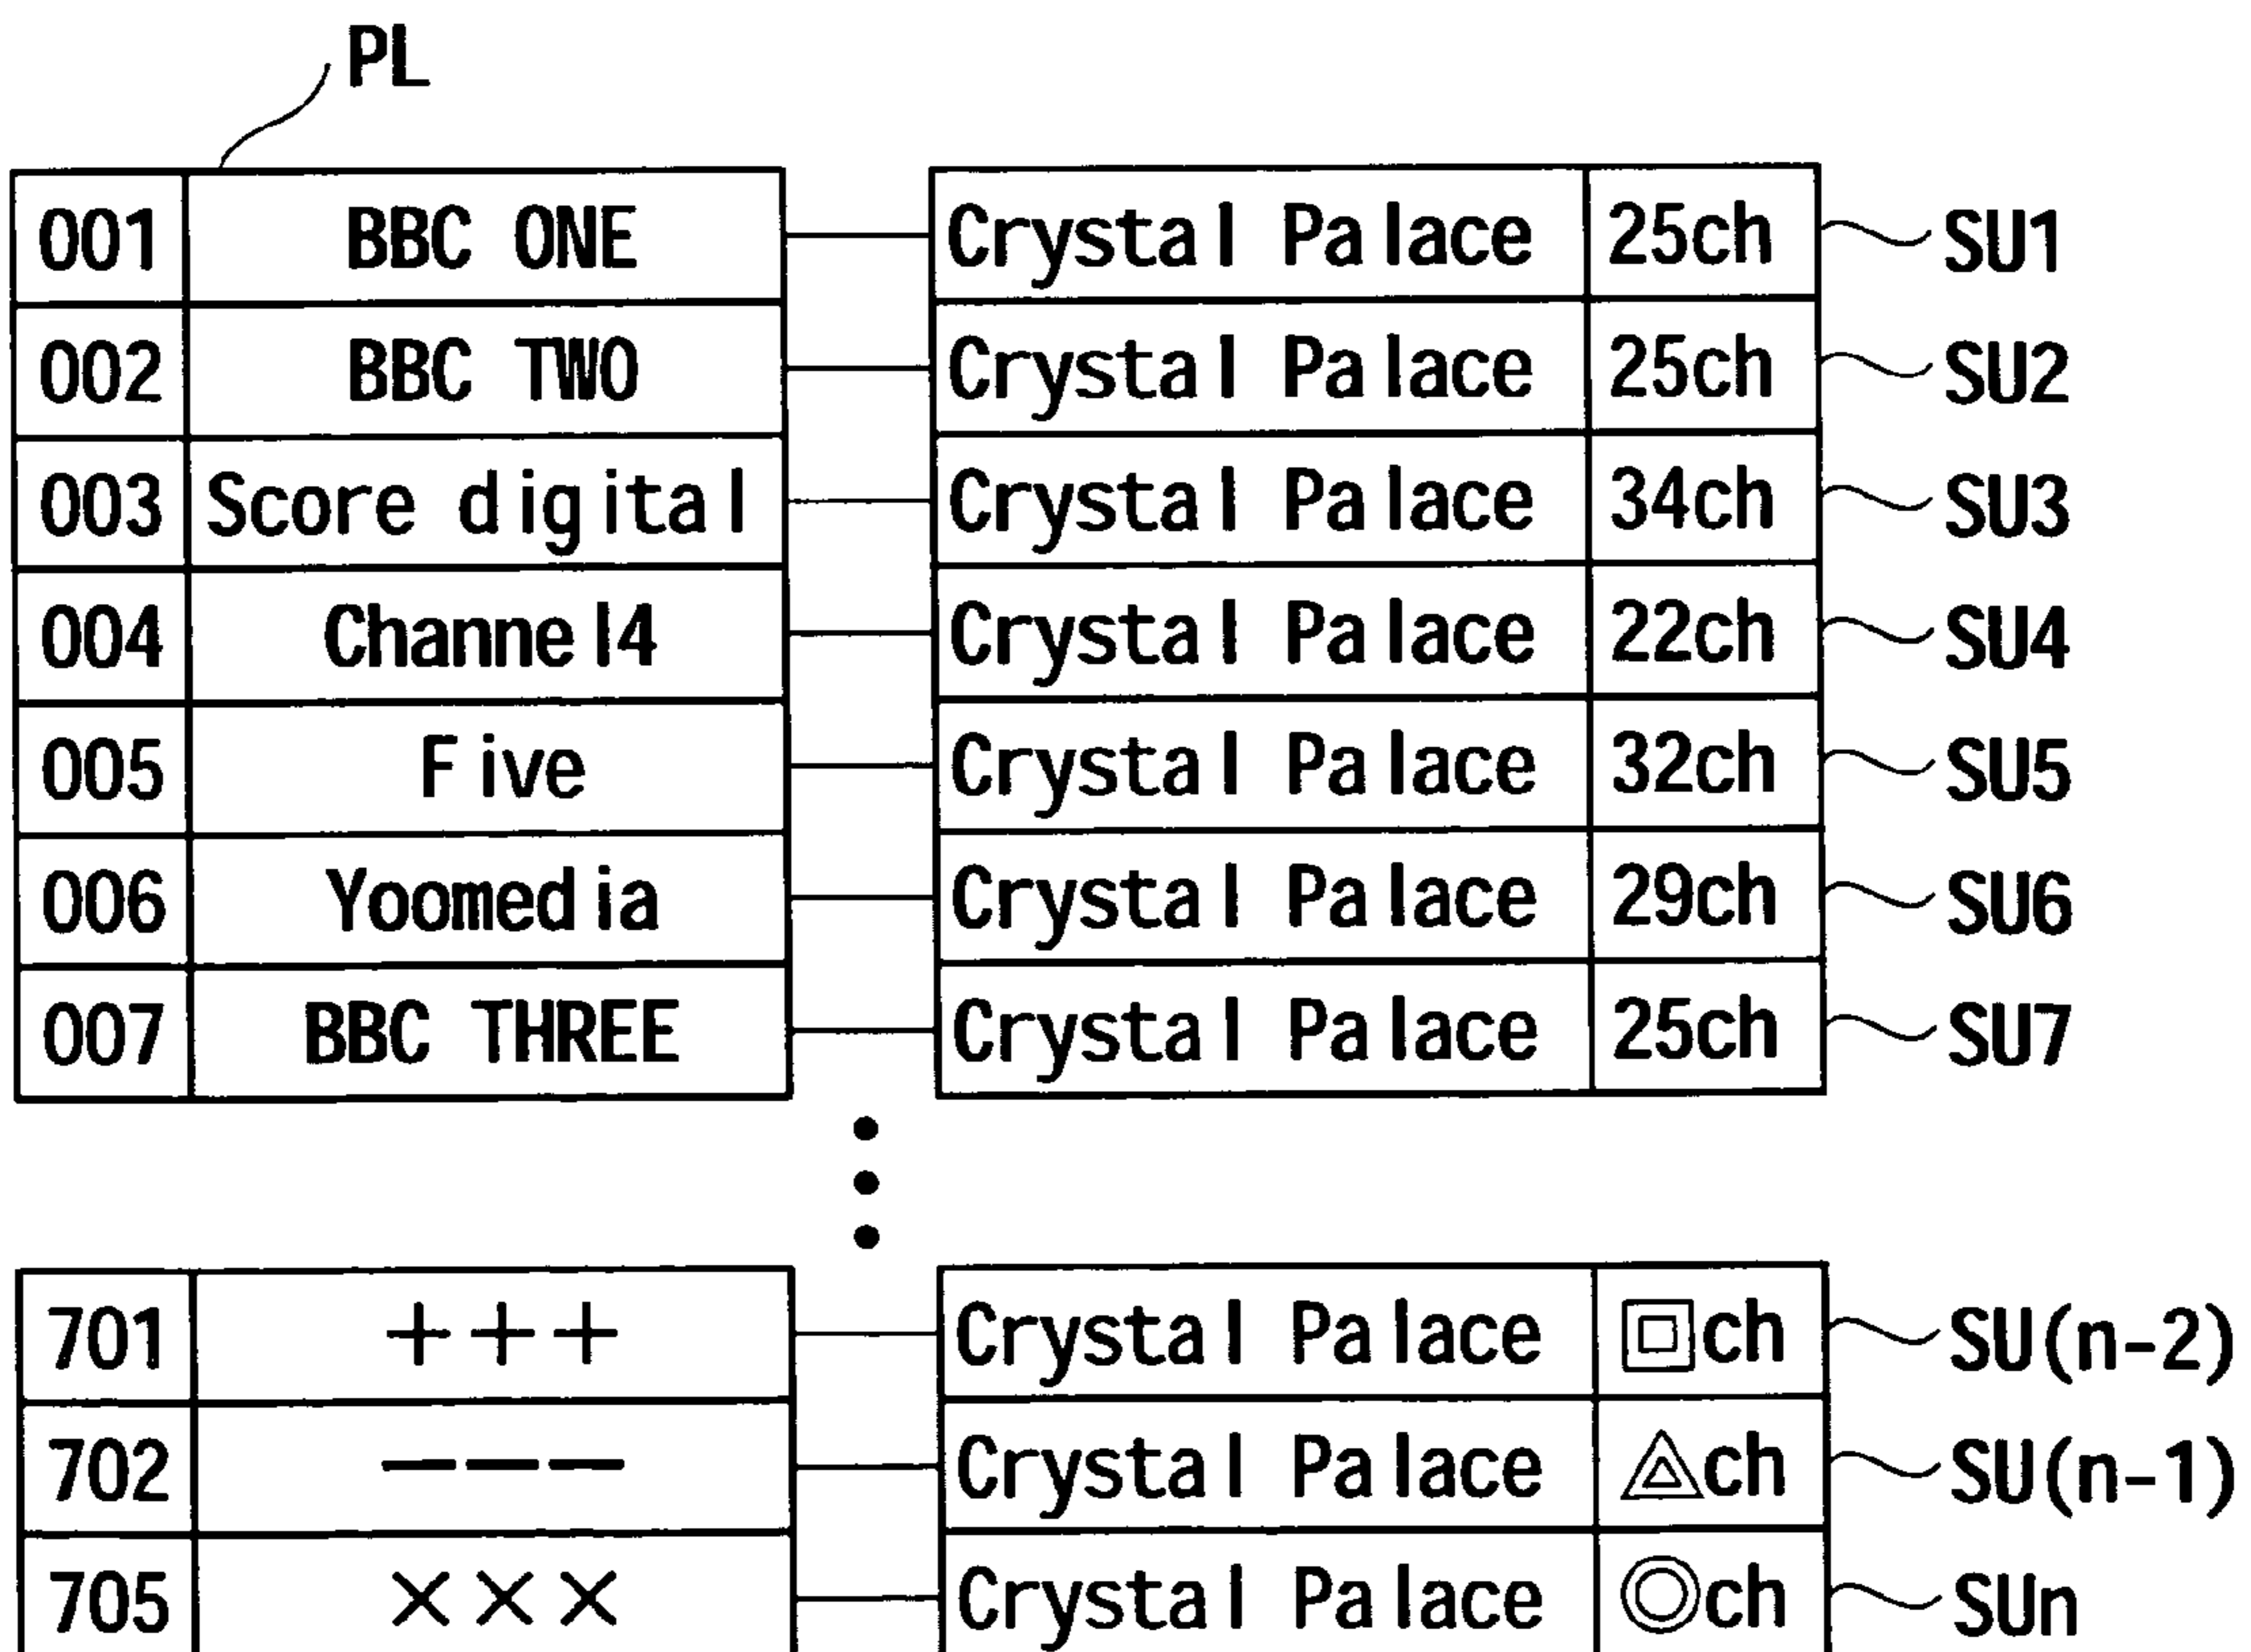 PL
001 BBC ONE Crystal Palace 25ch SU1
002 BBC TWO Crystal Palace 25ch SU2
003 Score digital Crystal Palace 34ch SU3
004 Channel4 Crystal Palace 22ch SU4
005 Five Crystal Palace 32ch SU5
006 Yoomedia Crystal Palace 29ch SU6
007 BBC THREE Crystal Palace 25ch SU7
701 +++ Crystal Palace ch SU(n-2)
702 ——— Crystal Palace ch SU(n-1)
705 ××× Crystal Palace ◎ch SUn